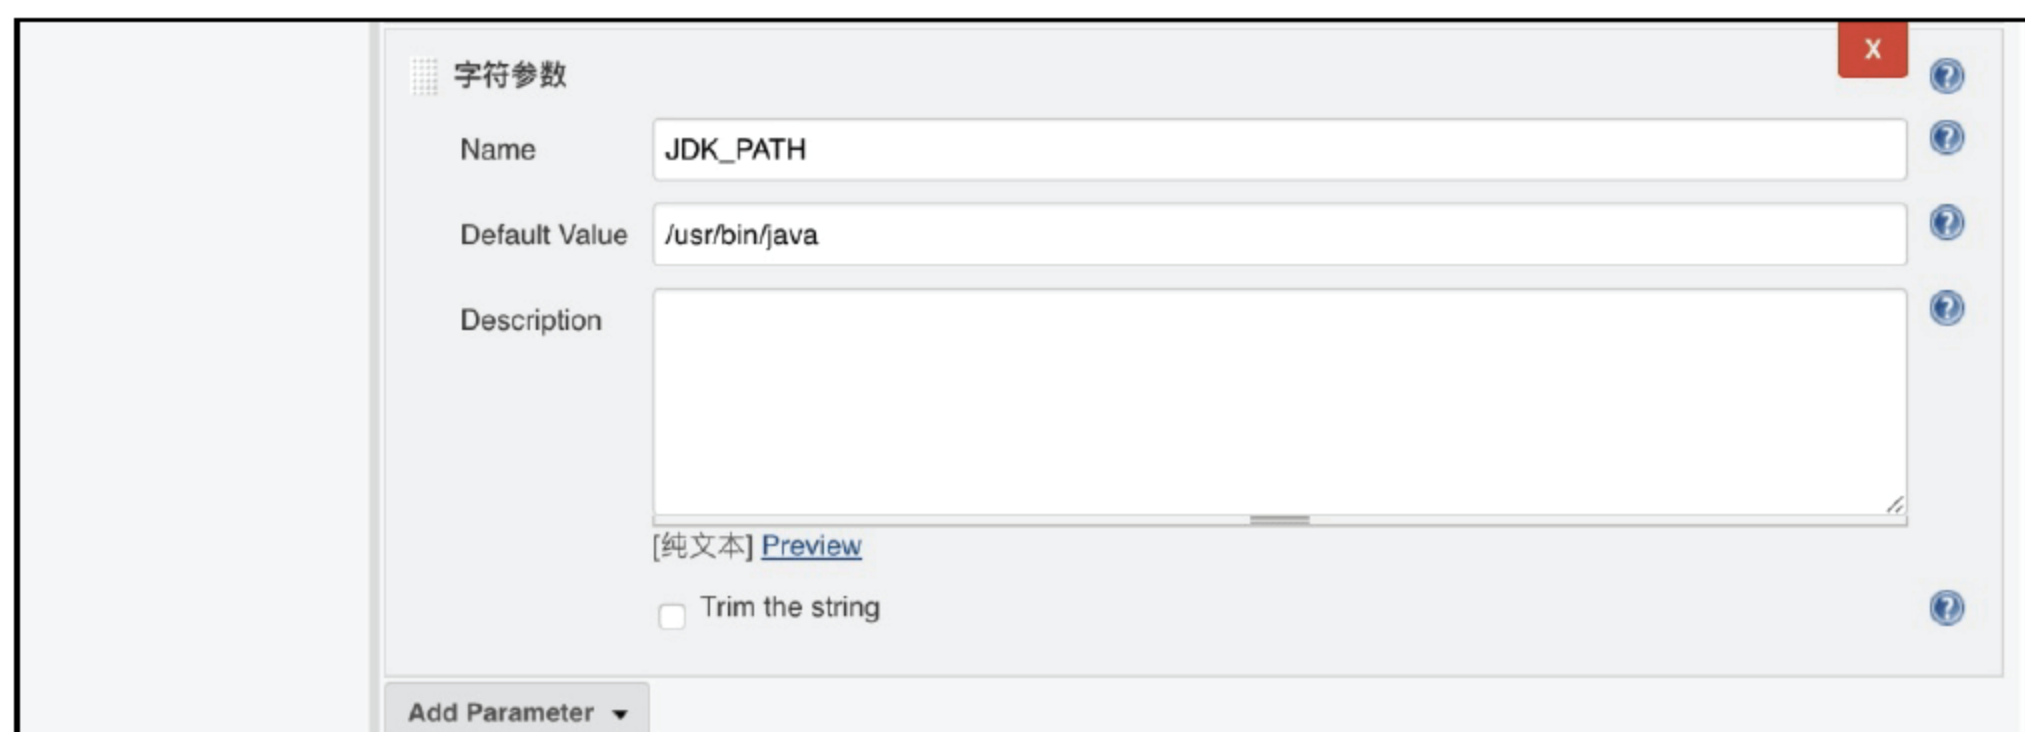 X
字符参数
Name JDK_PATH
Default Value /usr/bin/java
Description
[纯文本] Preview
Trim the string
Add Parameter